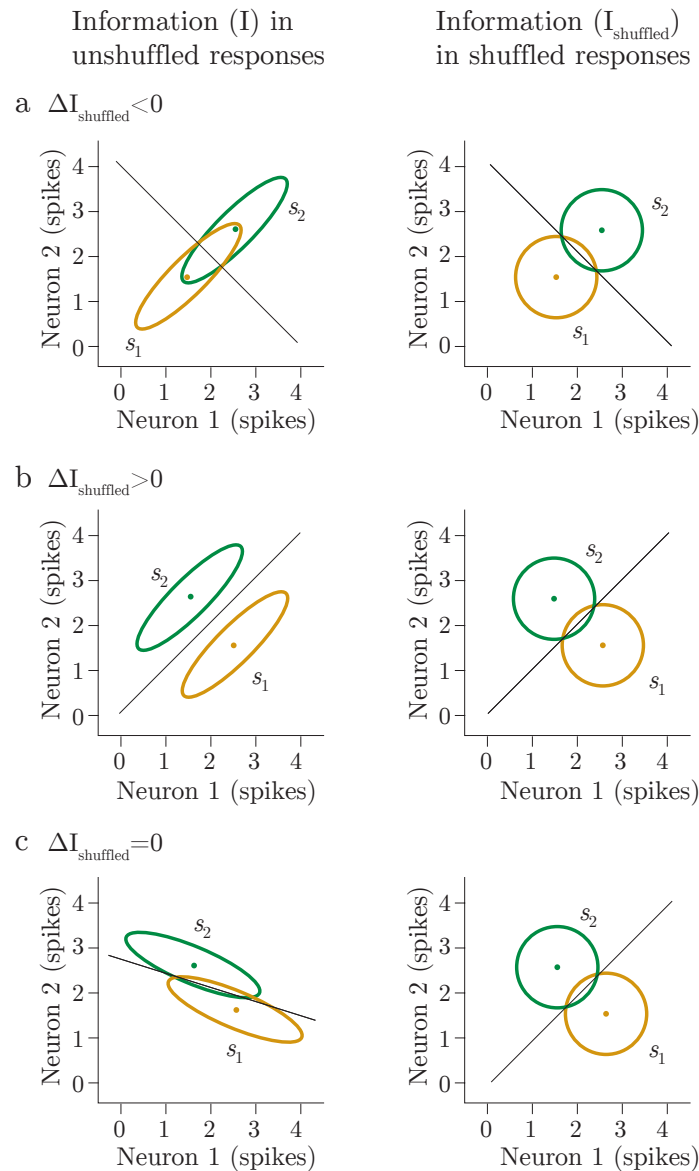 Information (I) in
unshuffled responses
Information (I_shuffled)
in shuffled responses
a ΔI_shuffled<0
Neuron 2 (spikes)
4
3
2
1
0
s_2
s_1
0 1 2 3 4
Neuron 1 (spikes)
Neuron 2 (spikes)
4
3
2
1
0
s_2
s_1
0 1 2 3 4
Neuron 1 (spikes)
b ΔI_shuffled>0
Neuron 2 (spikes)
4
3
2
1
0
s_2
s_1
0 1 2 3 4
Neuron 1 (spikes)
Neuron 2 (spikes)
4
3
2
1
0
s_2
s_1
0 1 2 3 4
Neuron 1 (spikes)
c ΔI_shuffled=0
Neuron 2 (spikes)
4
3
2
1
0
s_2
s_1
0 1 2 3 4
Neuron 1 (spikes)
Neuron 2 (spikes)
4
3
2
1
0
s_2
s_1
0 1 2 3 4
Neuron 1 (spikes)